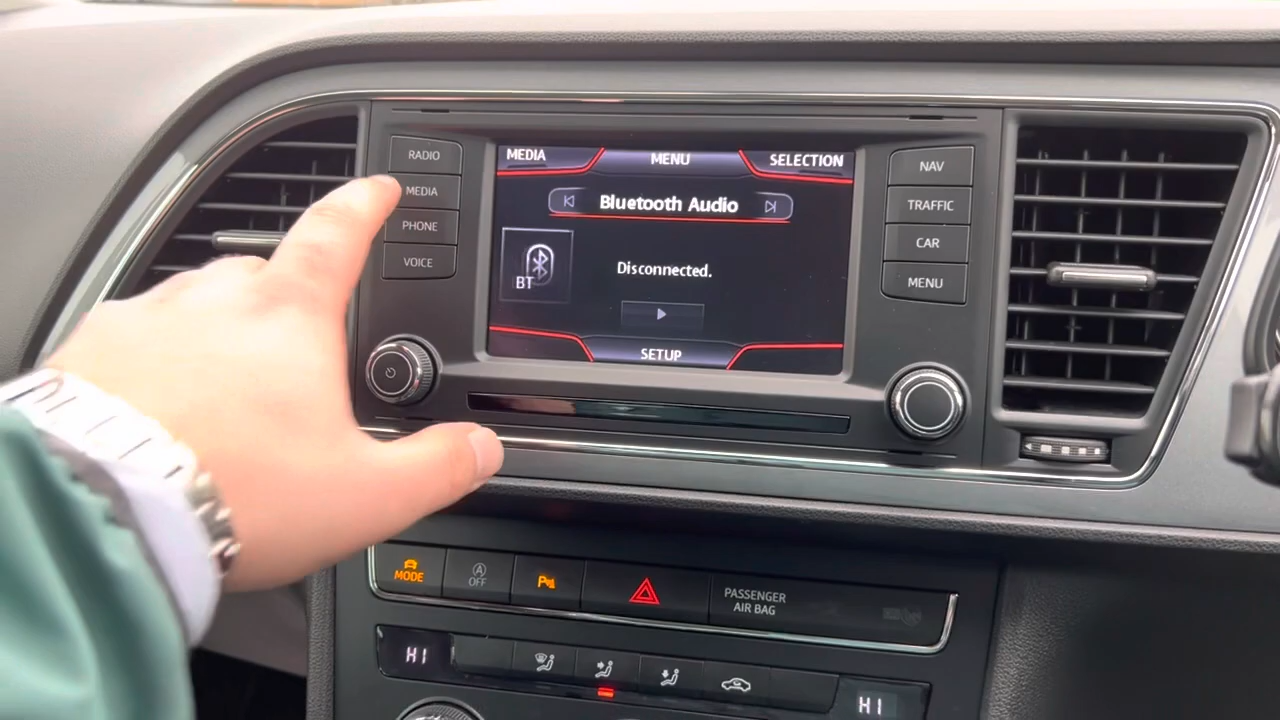 RADIO
MEDIA
PHONE
VOICE
MEDIA
MENU
SELECTION
Bluetooth Audio
BT
Disconnected.
SETUP
NAV
TRAFFIC
CAR
MENU
MODE
A
OFF
P
PASSENGER
AIR BAG
HI
HI